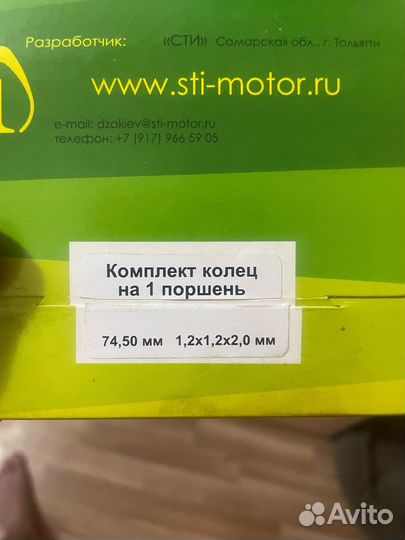 Разработчик: «СТИ» Самарская обл., г. Тольятти
www.sti-motor.ru
e-mail: dzakiev@sti-motor.ru
телефон: +7 (917) 966 59 05
Комплект колец
на 1 поршень
74,50 мм 1,2х1,2х2,0 мм
Avito